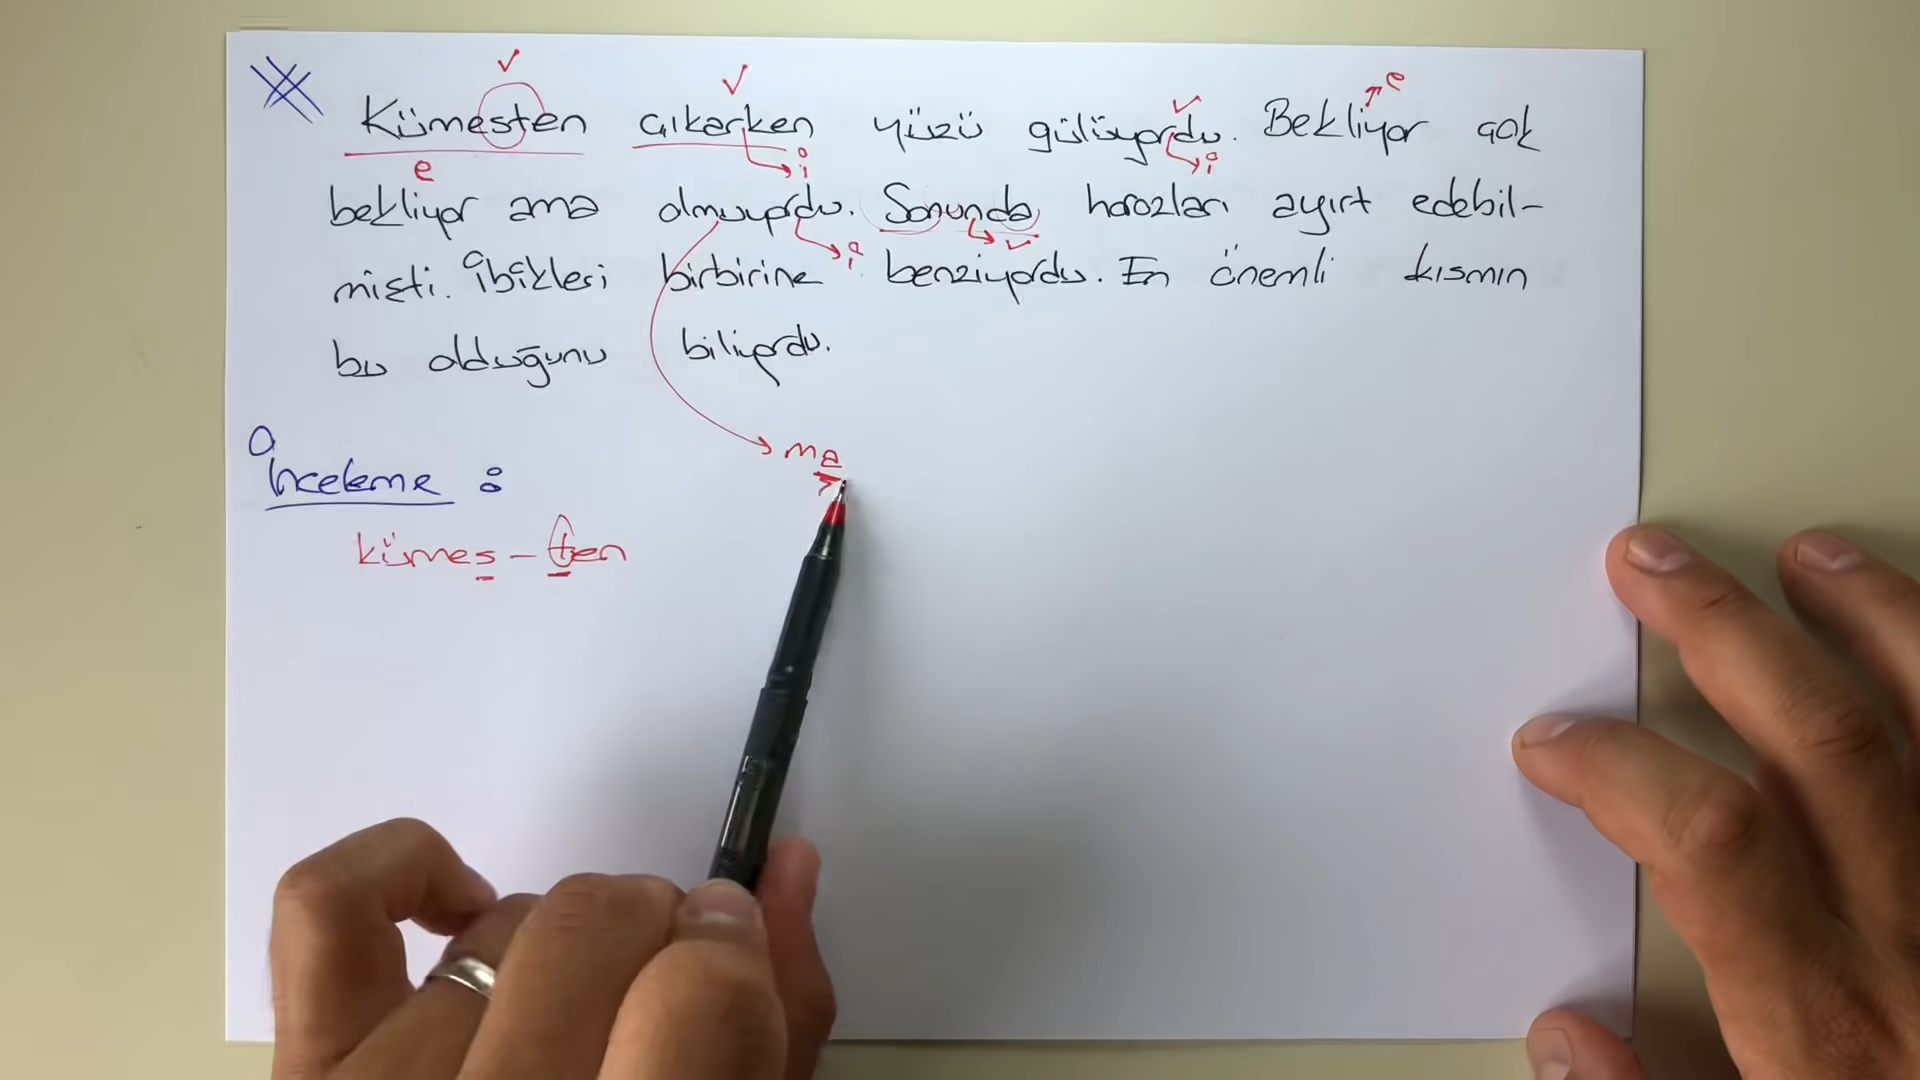 Kümesten çıkarken yüzü gülüyordu. Bekliyor çok
e i i e
bekliyor ama olmuyordu. Sonunda horozları ayırt edebil-
i
mişti. İbikleri birbirine benziyordu. En önemli kısmın
bu olduğunu biliyordu.
ma
İnceleme :
kümes - ten